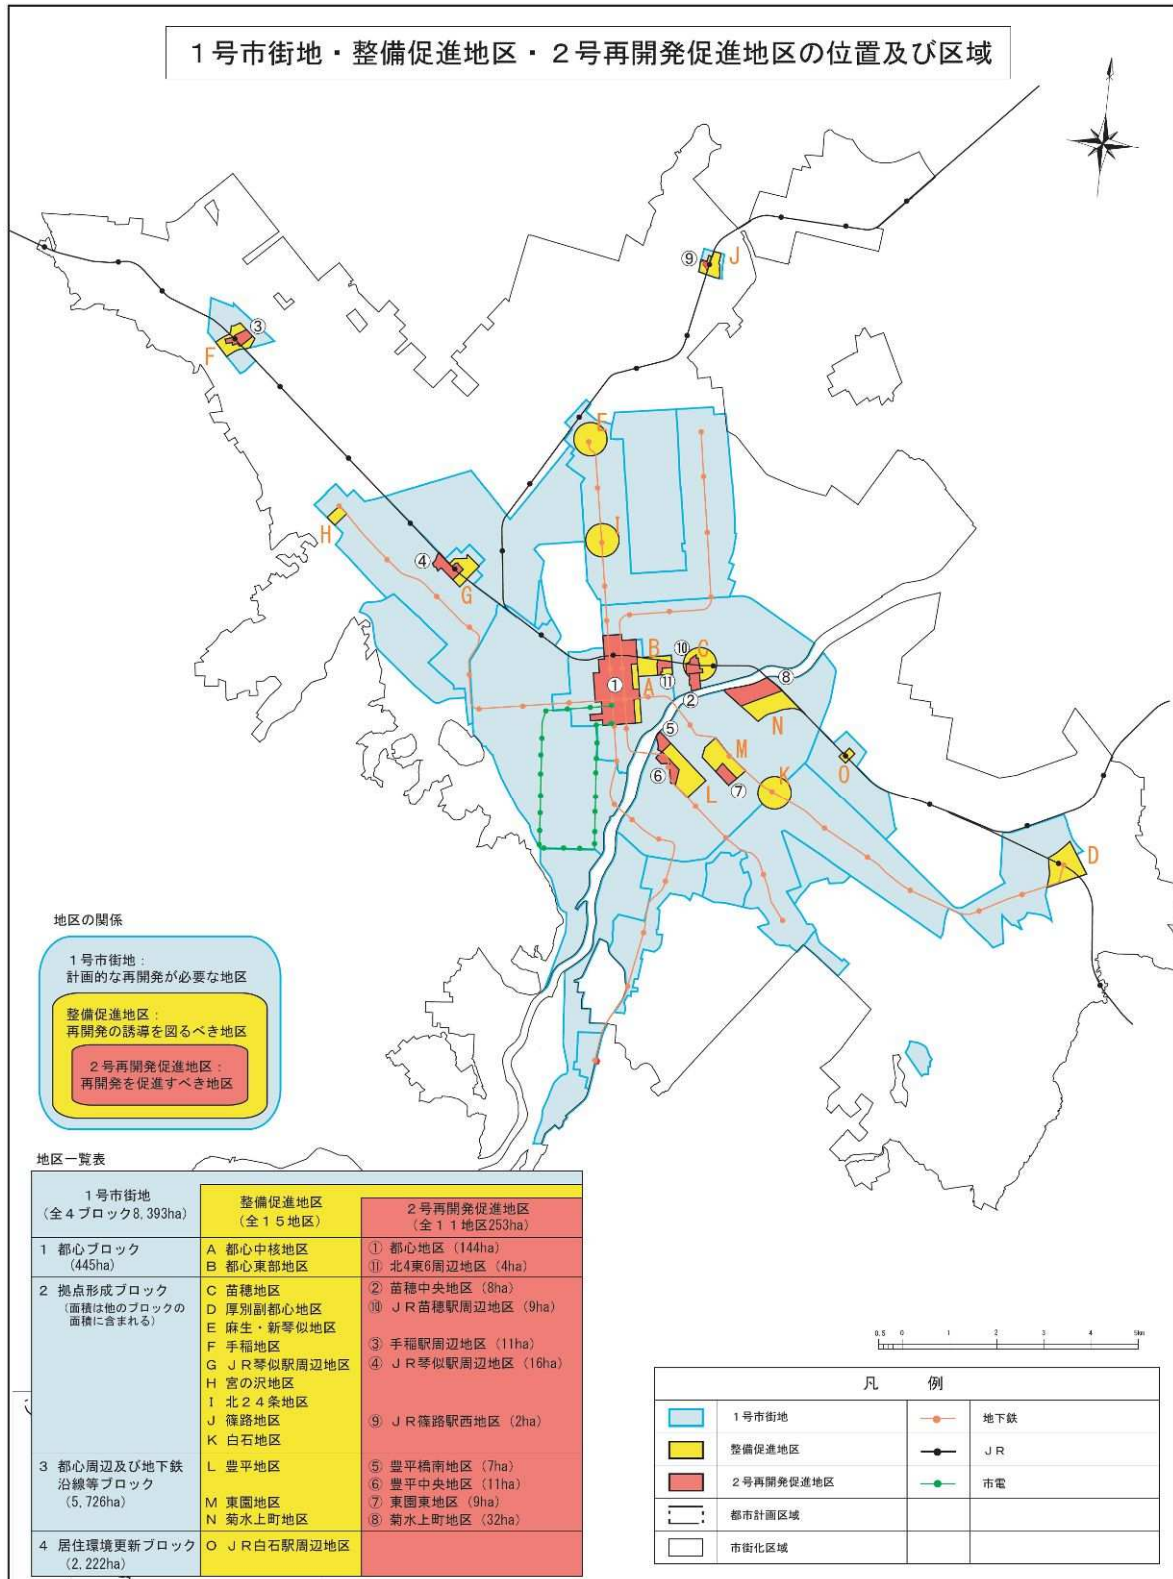 １号市街地・整備促進地区・２号再開発促進地区の位置及び区域
⑨
J
③
F
E
I
H
④
G
⑩
C
B
⑪
①
A
②
⑧
N
⑤
M
⑥
⑦
K
L
O
D
地区の関係
１号市街地：
計画的な再開発が必要な地区
整備促進地区：
再開発の誘導を図るべき地区
２号再開発促進地区：
再開発を促進すべき地区
地区一覧表
１号市街地
(全４ブロック8,393ha)
整備促進地区
(全１５地区)
２号再開発促進地区
(全１１地区253ha)
1 都心ブロック
(445ha)
A 都心中核地区
B 都心東部地区
① 都心地区 (144ha)
⑪ 北4東6周辺地区 (4ha)
2 拠点形成ブロック
(面積は他のブロックの
面積に含まれる)
C 苗穂地区
D 厚別副都心地区
E 麻生・新琴似地区
F 手稲地区
G ＪＲ琴似駅周辺地区
H 宮の沢地区
I 北２４条地区
J 篠路地区
K 白石地区
② 苗穂中央地区 (8ha)
⑩ ＪＲ苗穂駅周辺地区 (9ha)
③ 手稲駅周辺地区 (11ha)
④ ＪＲ琴似駅周辺地区 (16ha)
⑨ ＪＲ篠路駅西地区 (2ha)
3 都心周辺及び地下鉄
沿線等ブロック
(5,726ha)
L 豊平地区
M 東園地区
N 菊水上町地区
⑤ 豊平橋南地区 (7ha)
⑥ 豊平中央地区 (11ha)
⑦ 東園東地区 (9ha)
⑧ 菊水上町地区 (32ha)
4 居住環境更新ブロック
(2,222ha)
O ＪＲ白石駅周辺地区
0.5 0 1 2 3 4 5km
凡 例
１号市街地
地下鉄
整備促進地区
ＪＲ
２号再開発促進地区
市電
都市計画区域
市街化区域